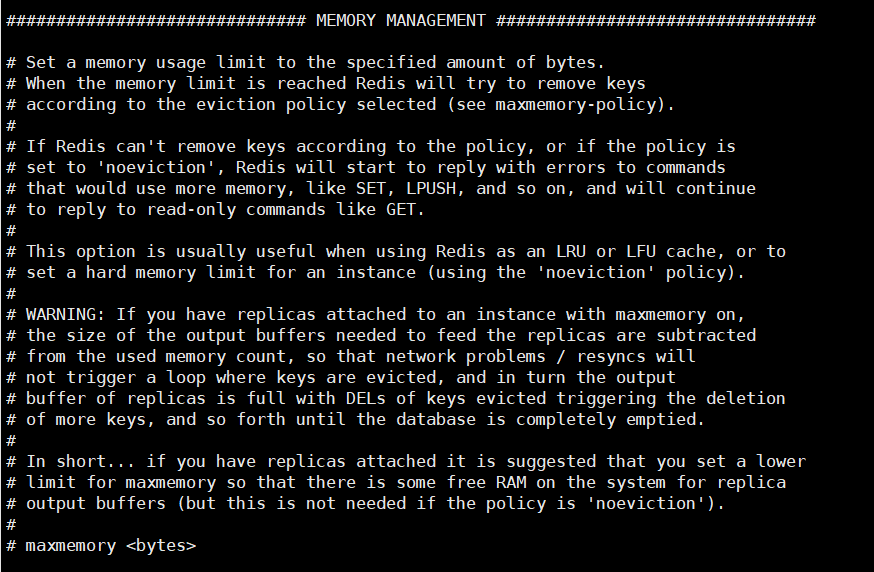 ############################## MEMORY MANAGEMENT ################################
# Set a memory usage limit to the specified amount of bytes.
# When the memory limit is reached Redis will try to remove keys
# according to the eviction policy selected (see maxmemory-policy).
#
# If Redis can't remove keys according to the policy, or if the policy is
# set to 'noeviction', Redis will start to reply with errors to commands
# that would use more memory, like SET, LPUSH, and so on, and will continue
# to reply to read-only commands like GET.
#
# This option is usually useful when using Redis as an LRU or LFU cache, or to
# set a hard memory limit for an instance (using the 'noeviction' policy).
#
# WARNING: If you have replicas attached to an instance with maxmemory on,
# the size of the output buffers needed to feed the replicas are subtracted
# from the used memory count, so that network problems / resyncs will
# not trigger a loop where keys are evicted, and in turn the output
# buffer of replicas is full with DELs of keys evicted triggering the deletion
# of more keys, and so forth until the database is completely emptied.
#
# In short... if you have replicas attached it is suggested that you set a lower
# limit for maxmemory so that there is some free RAM on the system for replica
# output buffers (but this is not needed if the policy is 'noeviction').
#
# maxmemory <bytes>